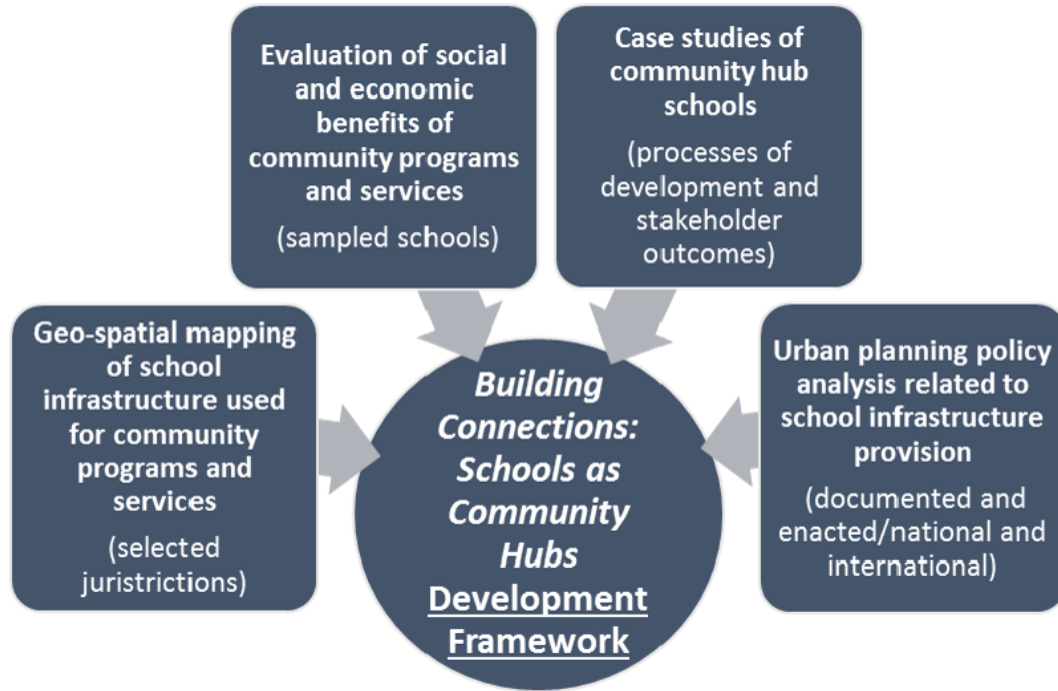 Geo-spatial mapping
of school
infrastructure used
for community
programs and
services
(selected
juristrictions)
Evaluation of social
and economic
benefits of
community programs
and services
(sampled schools)
Case studies of
community hub
schools
(processes of
development and
stakeholder
outcomes)
Urban planning policy
analysis related to
school infrastructure
provision
(documented and
enacted/national and
international)
Building
Connections:
Schools as
Community
Hubs
Development
Framework